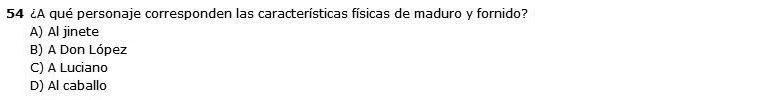 54 ¿A qué personaje corresponden las características físicas de maduro y fornido?
A) Al jinete
B) A Don López
C) A Luciano
D) Al caballo